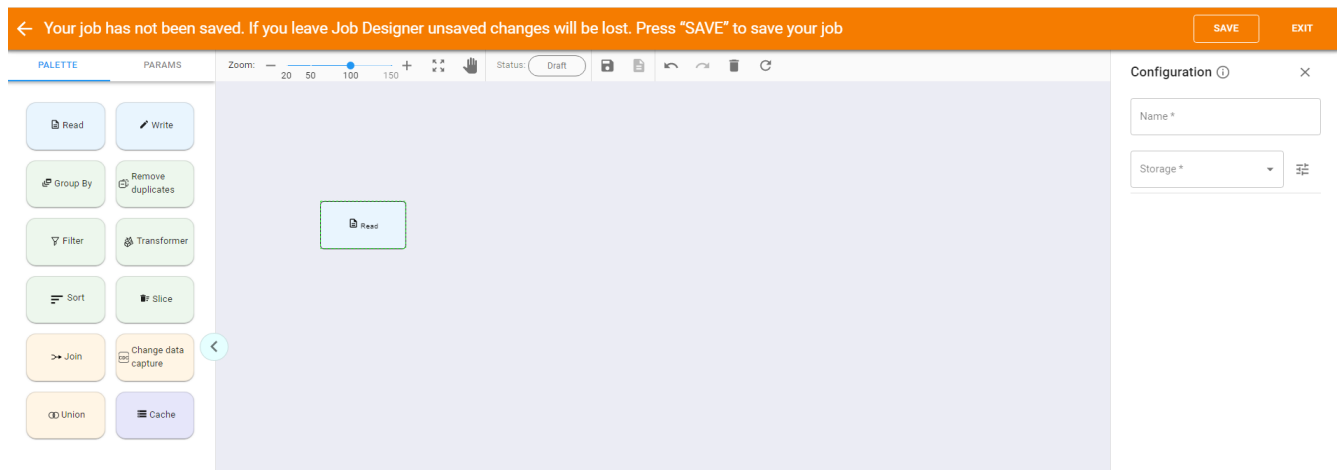 Your job has not been saved. If you leave Job Designer unsaved changes will be lost. Press “SAVE” to save your job
SAVE
EXIT
PALETTE
PARAMS
Zoom:
20
50
100
150
Status:
Draft
Configuration
Name *
Storage *
Read
Write
Group By
Remove
duplicates
Filter
Transformer
Sort
Slice
Join
CDC
Change data
capture
Union
Cache
Read